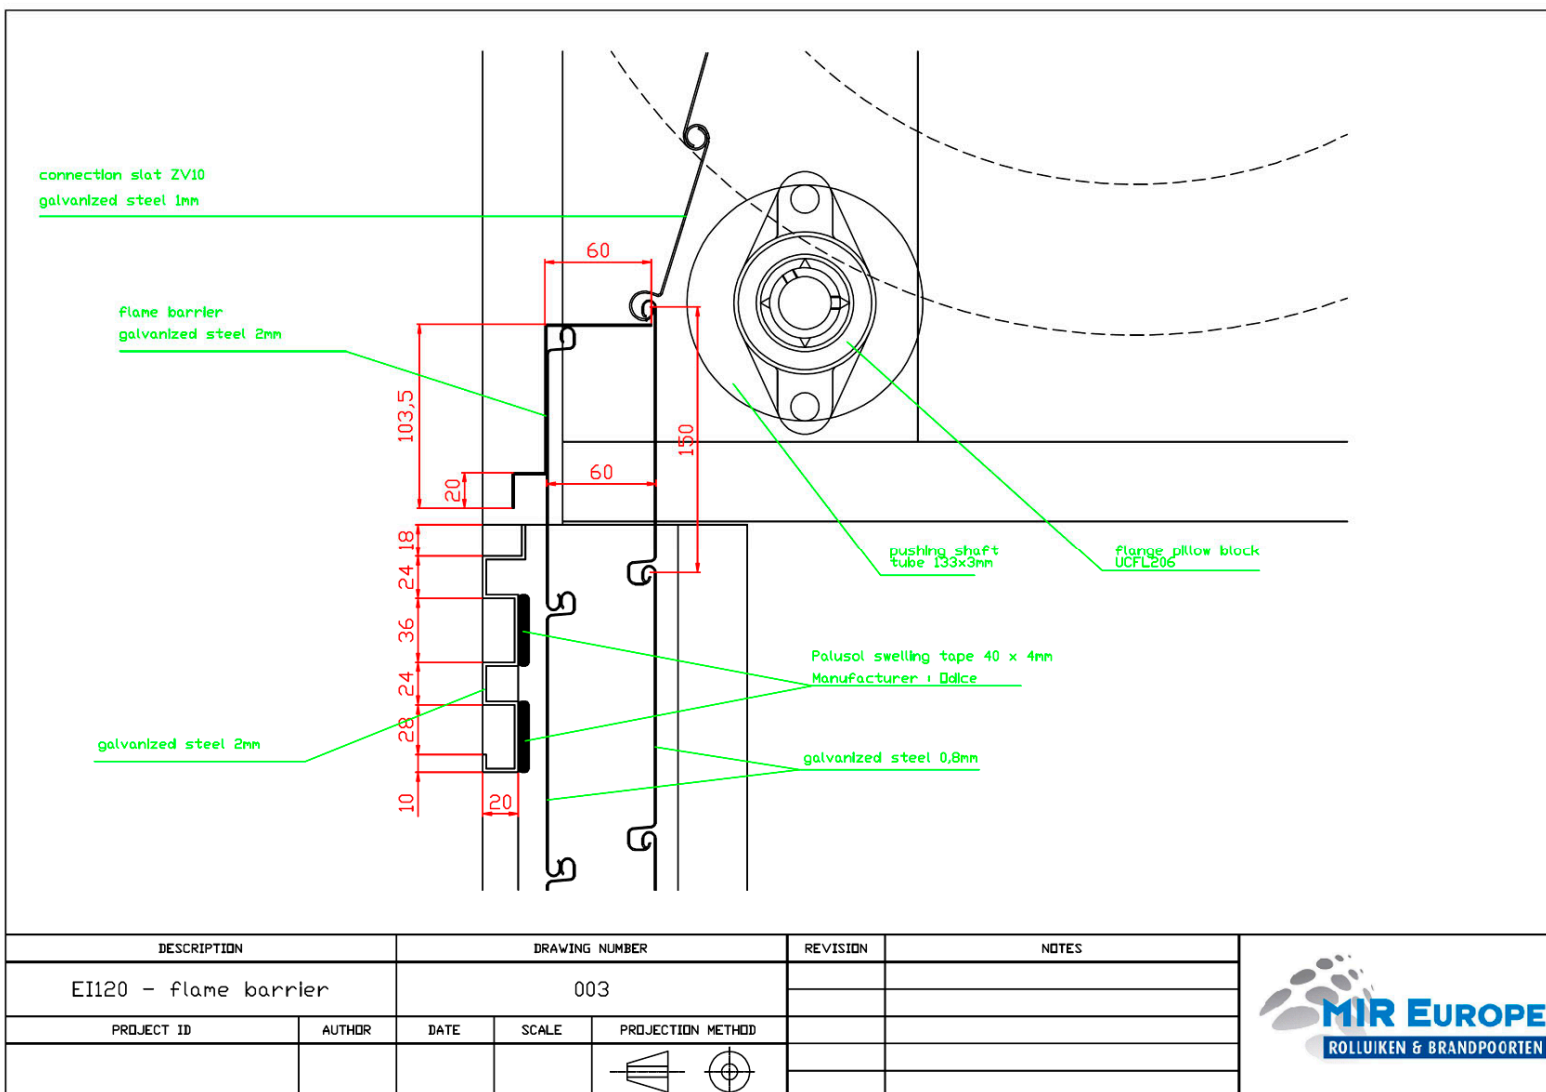 connection slat ZV10
galvanized steel 1mm
60
flame barrier
galvanized steel 2mm
103,5
150
60
20
18
pushing shaft
tube 133x3mm
flange pillow block
UCFL206
24
36
Palusol swelling tape 40 x 4mm
Manufacturer : Odice
24
28
galvanized steel 2mm
galvanized steel 0,8mm
10
20
DESCRIPTION
DRAWING NUMBER
REVISION
NOTES
EI120 - flame barrier
003
PROJECT ID
AUTHOR
DATE
SCALE
PROJECTION METHOD
MIR EUROPE
ROLLUIKEN & BRANDPOORTEN